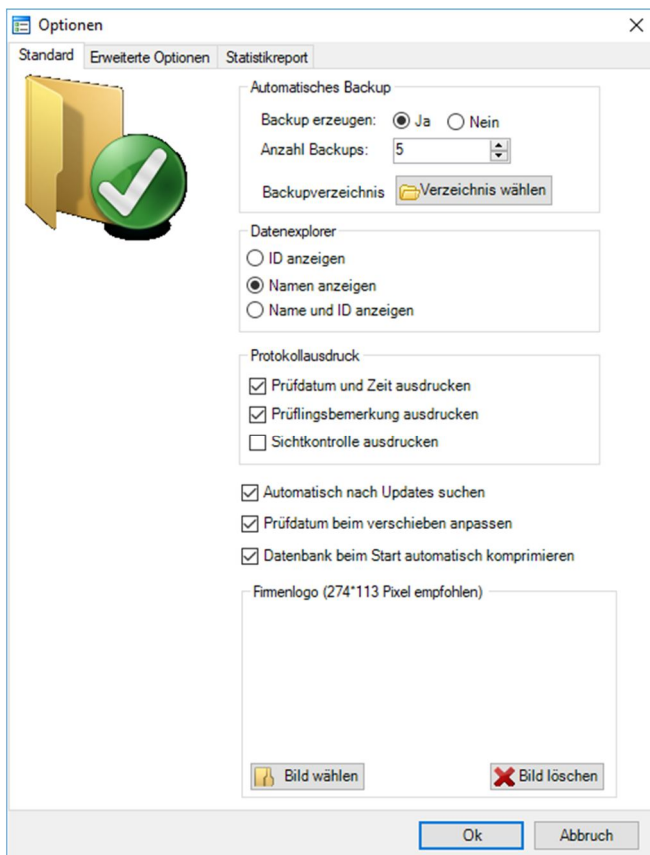 Optionen
Standard
Erweiterte Optionen
Statistikreport
Automatisches Backup
Backup erzeugen: Ja Nein
Anzahl Backups: 5
Backupverzeichnis Verzeichnis wählen
Datenexplorer
ID anzeigen
Namen anzeigen
Name und ID anzeigen
Protokollausdruck
Prüfdatum und Zeit ausdrucken
Prüflingsbemerkung ausdrucken
Sichtkontrolle ausdrucken
Automatisch nach Updates suchen
Prüfdatum beim verschieben anpassen
Datenbank beim Start automatisch komprimieren
Firmenlogo (274*113 Pixel empfohlen)
Bild wählen
Bild löschen
Ok
Abbruch